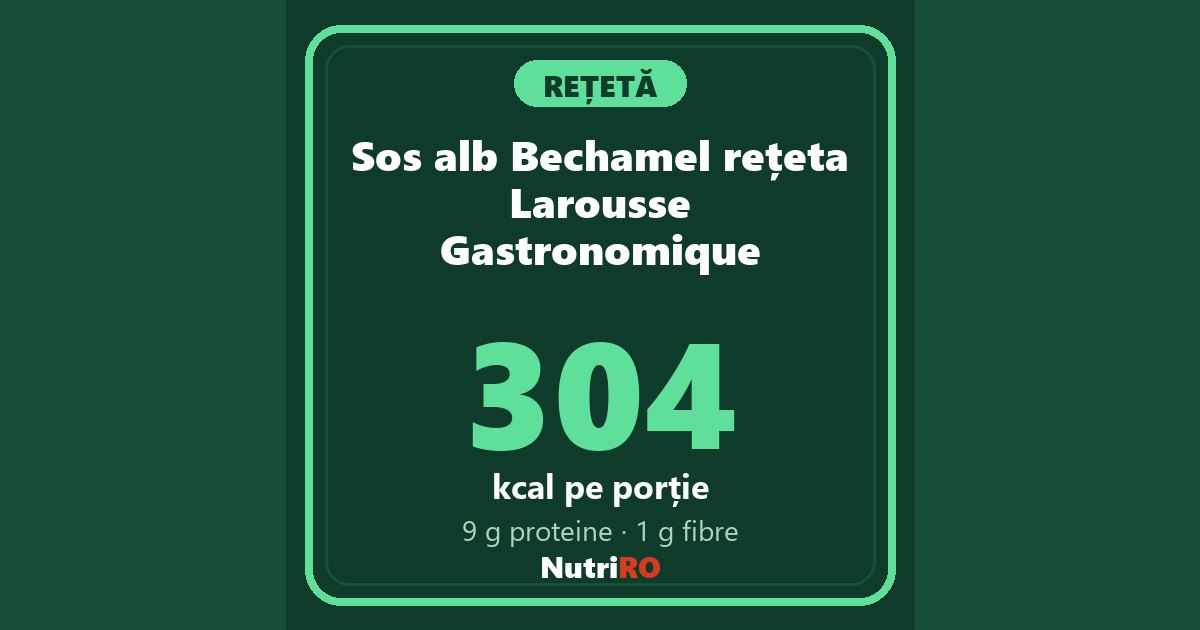 REȚETĂ
Sos alb Bechamel rețeta
Larousse
Gastronomique
304
kcal pe porție
9 g proteine · 1 g fibre
NutriRO